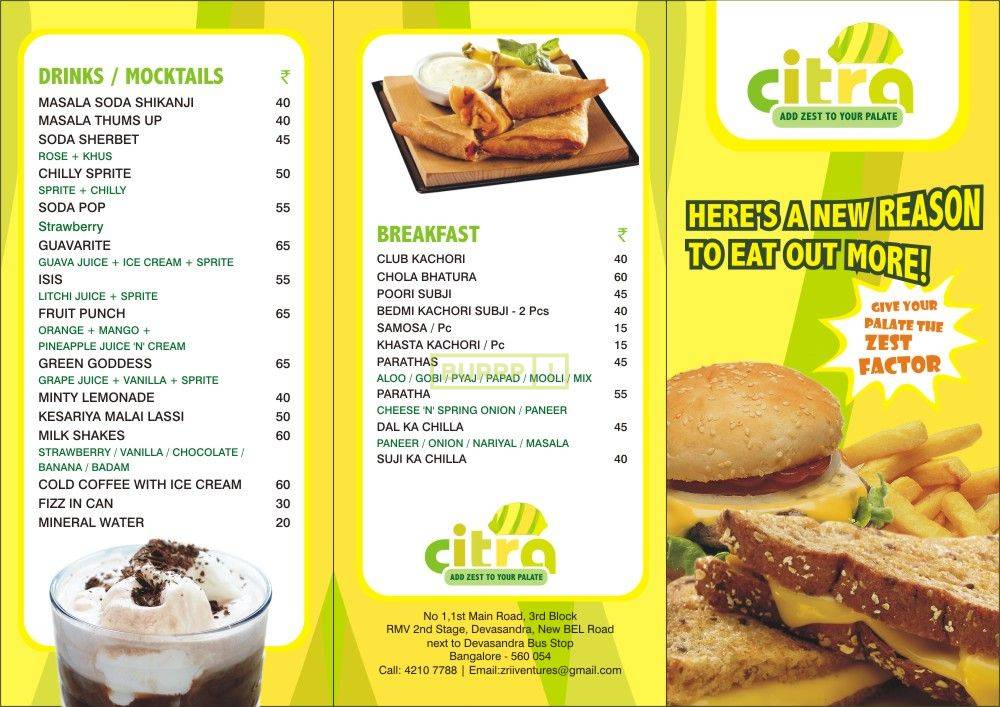 DRINKS / MOCKTAILS ₹
MASALA SODA SHIKANJI 40
MASALA THUMS UP 40
SODA SHERBET 45
ROSE + KHUS
CHILLY SPRITE 50
SPRITE + CHILLY
SODA POP 55
Strawberry
GUAVARITE 65
GUAVA JUICE + ICE CREAM + SPRITE
ISIS 55
LITCHI JUICE + SPRITE
FRUIT PUNCH 65
ORANGE + MANGO +
PINEAPPLE JUICE 'N' CREAM
GREEN GODDESS 65
GRAPE JUICE + VANILLA + SPRITE
MINTY LEMONADE 40
KESARIYA MALAI LASSI 50
MILK SHAKES 60
STRAWBERRY / VANILLA / CHOCOLATE /
BANANA / BADAM
COLD COFFEE WITH ICE CREAM 60
FIZZ IN CAN 30
MINERAL WATER 20
BREAKFAST ₹
CLUB KACHORI 40
CHOLA BHATURA 60
POORI SUBJI 45
BEDMI KACHORI SUBJI - 2 Pcs 40
SAMOSA / Pc 15
KHASTA KACHORI / Pc 15
PARATHAS 45
BURRP!
ALOO / GOBI / PYAJ / PAPAD / MOOLI / MIX
PARATHA 55
CHEESE 'N' SPRING ONION / PANEER
DAL KA CHILLA 45
PANEER / ONION / NARIYAL / MASALA
SUJI KA CHILLA 40
citra
ADD ZEST TO YOUR PALATE
No 1,1st Main Road, 3rd Block
RMV 2nd Stage, Devasandra, New BEL Road
next to Devasandra Bus Stop
Bangalore - 560 054
Call: 4210 7788 | Email:zriiventures@gmail.com
citra
ADD ZEST TO YOUR PALATE
HERE'S A NEW REASON
TO EAT OUT MORE!
GIVE YOUR
PALATE THE
ZEST
FACTOR